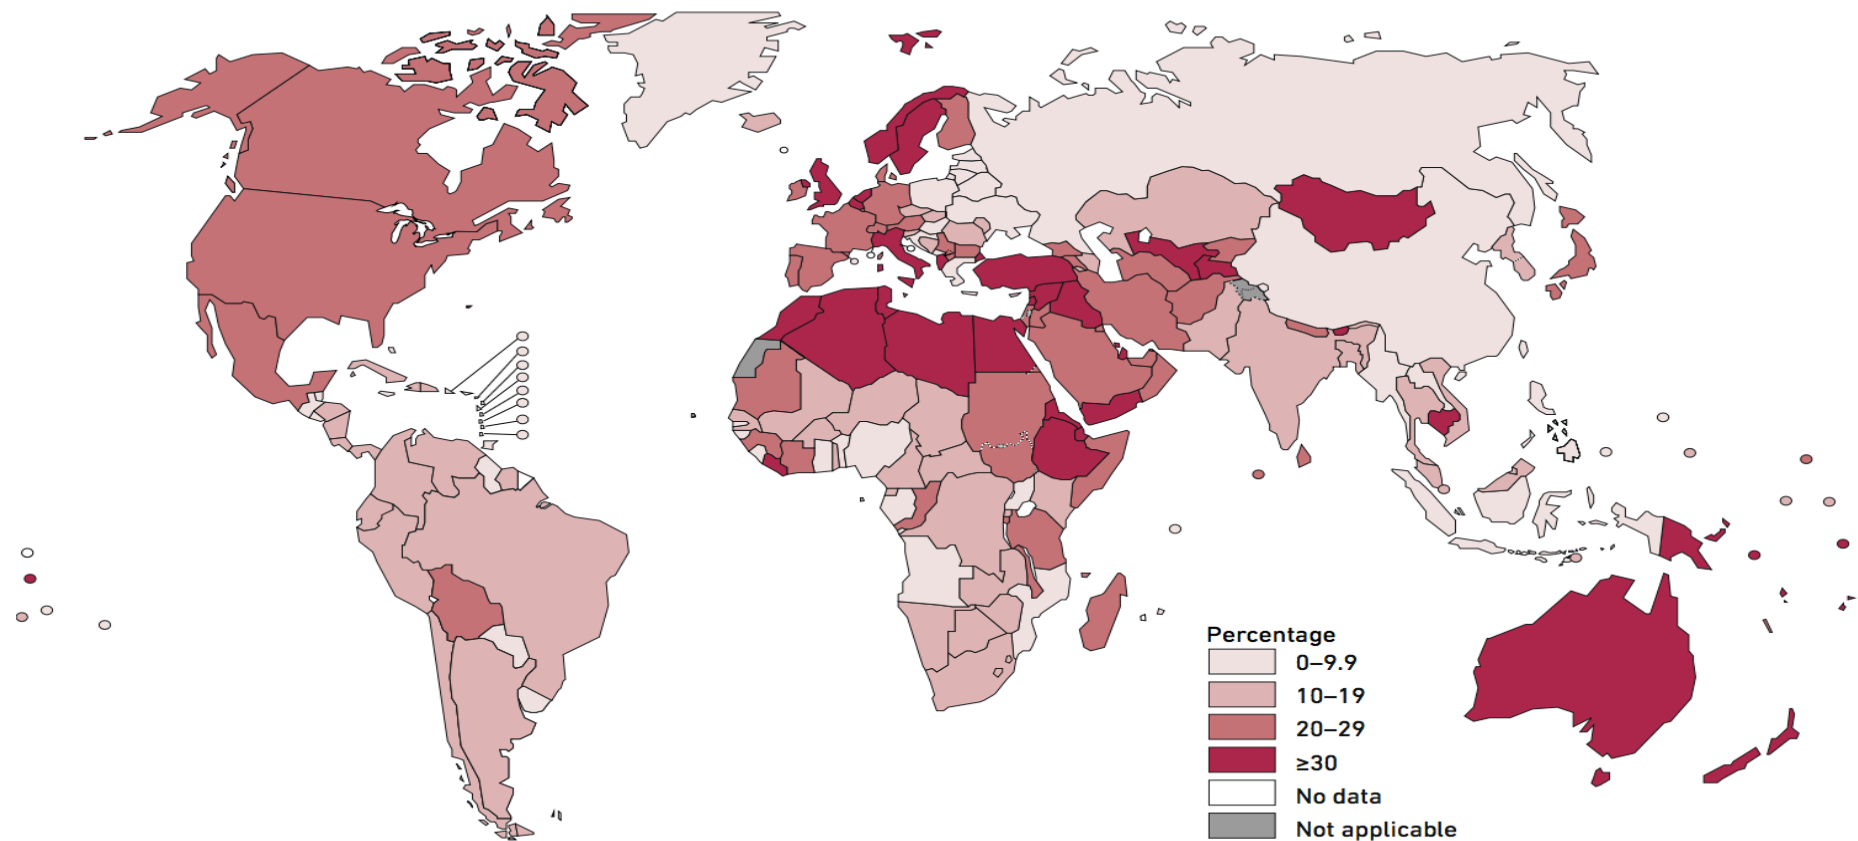 Percentage
0–9.9
10–19
20–29
≥30
No data
Not applicable